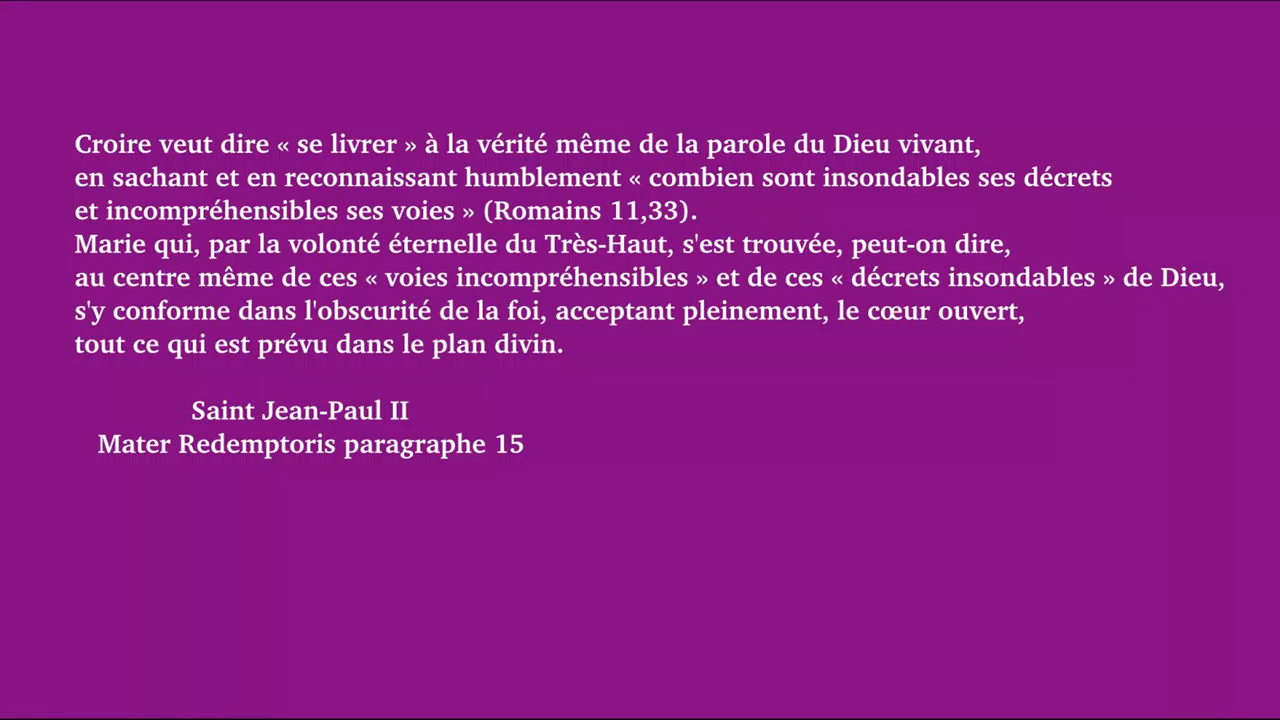 Croire veut dire « se livrer » à la vérité même de la parole du Dieu vivant,
en sachant et en reconnaissant humblement « combien sont insondables ses décrets
et incompréhensibles ses voies » (Romains 11,33).
Marie qui, par la volonté éternelle du Très-Haut, s'est trouvée, peut-on dire,
au centre même de ces « voies incompréhensibles » et de ces « décrets insondables » de Dieu,
s'y conforme dans l'obscurité de la foi, acceptant pleinement, le cœur ouvert,
tout ce qui est prévu dans le plan divin.
Saint Jean-Paul II
Mater Redemptoris paragraphe 15